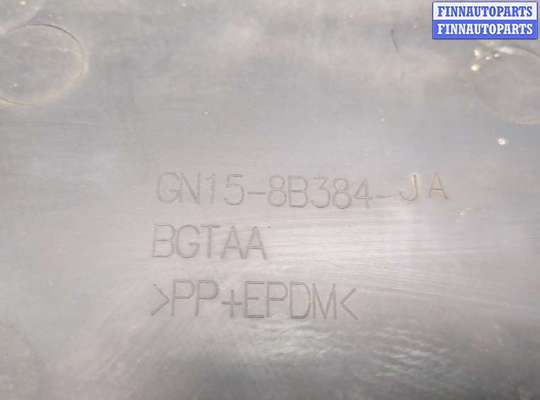 FINNAUTOPARTS
FINNAUTOPARTS
GN15-8B384-JA
BGTAA
>PP+EPDM<